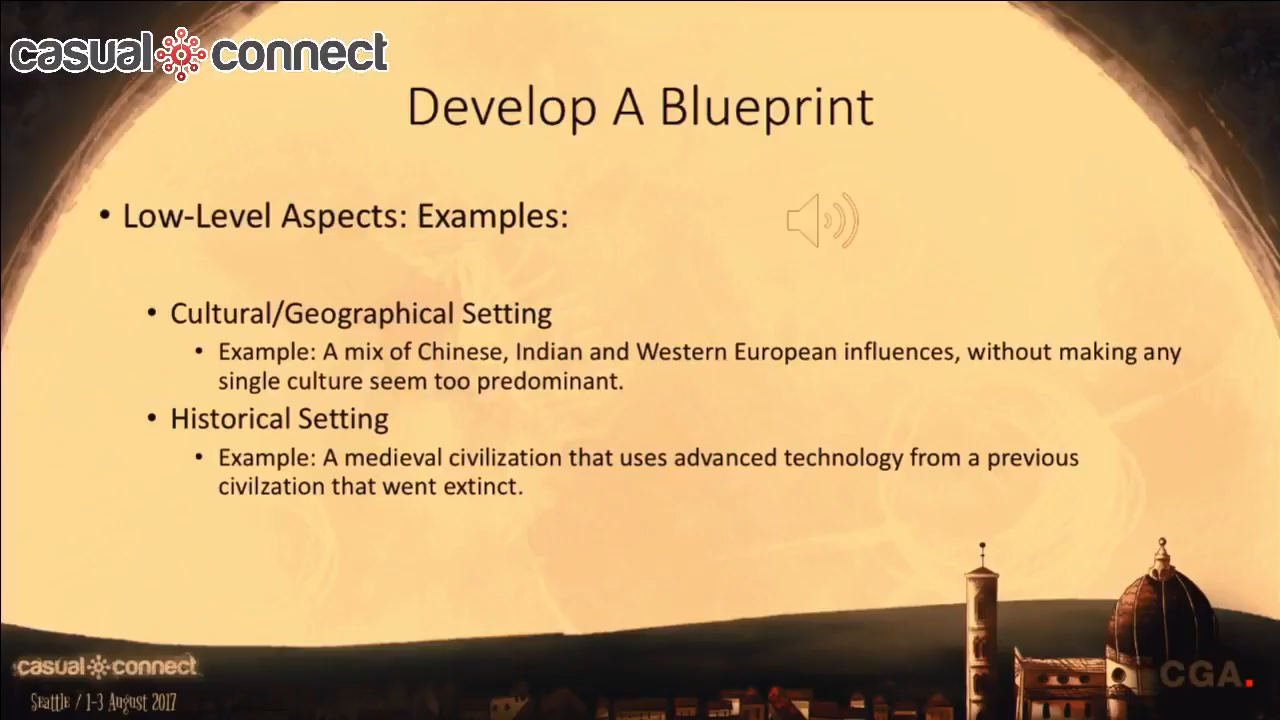 casual connect
Develop A Blueprint
• Low-Level Aspects: Examples:
• Cultural/Geographical Setting
• Example: A mix of Chinese, Indian and Western European influences, without making any
single culture seem too predominant.
• Historical Setting
• Example: A medieval civilization that uses advanced technology from a previous
civilzation that went extinct.
casual connect
Seattle / 1-3 August 2017
CGA.